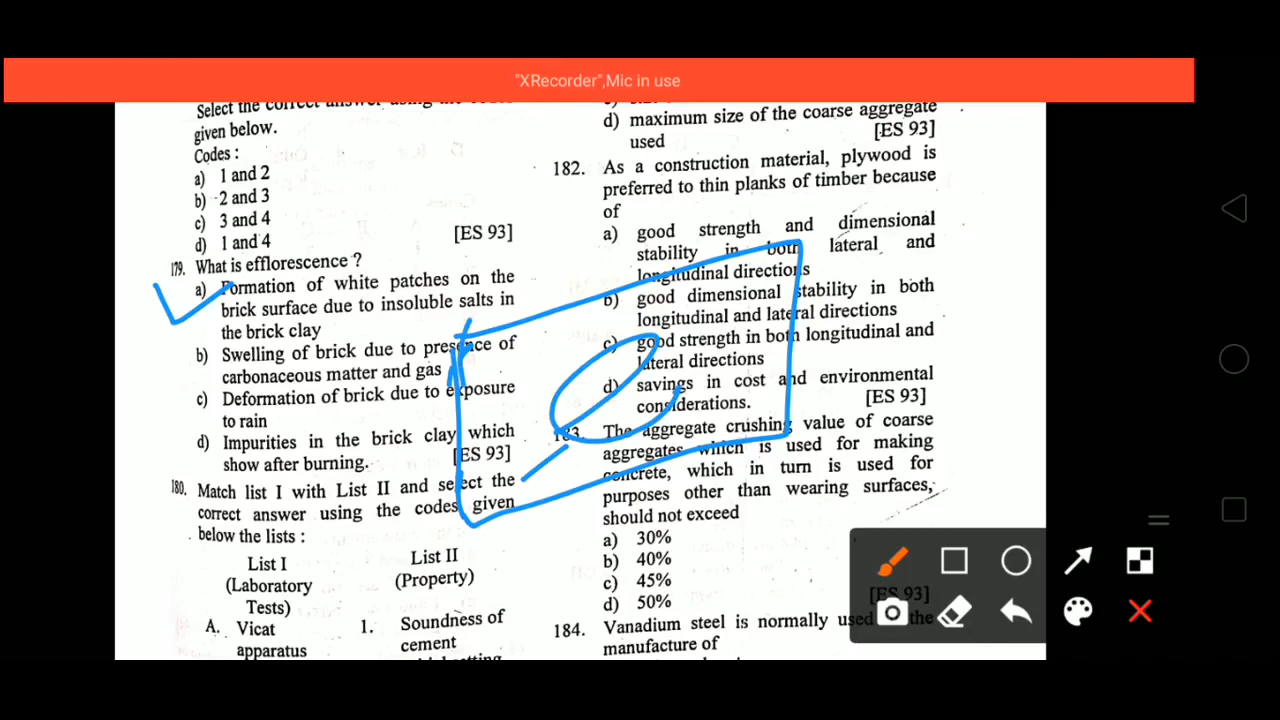 "XRecorder",Mic in use
Select the correct answer using the codes
given below.
Codes :
a) 1 and 2
b) 2 and 3
c) 3 and 4
d) 1 and 4
[ES 93]
179. What is efflorescence ?
a) Formation of white patches on the
brick surface due to insoluble salts in
the brick clay
b) Swelling of brick due to presence of
carbonaceous matter and gas
c) Deformation of brick due to exposure
to rain
d) Impurities in the brick clay which
show after burning. [ES 93]
180. Match list I with List II and select the
correct answer using the codes given
below the lists :
List I List II
(Laboratory (Property)
Tests)
A. Vicat 1. Soundness of
apparatus cement
d) maximum size of the coarse aggregate
used [ES 93]
182. As a construction material, plywood is
preferred to thin planks of timber because
of
a) good strength and dimensional
stability in both lateral and
longitudinal directions
b) good dimensional stability in both
longitudinal and lateral directions
c) good strength in both longitudinal and
lateral directions
d) savings in cost and environmental
considerations. [ES 93]
183. The aggregate crushing value of coarse
aggregates which is used for making
concrete, which in turn is used for
purposes other than wearing surfaces,
should not exceed
a) 30%
b) 40%
c) 45%
d) 50% [ES 93]
184. Vanadium steel is normally used the
manufacture of